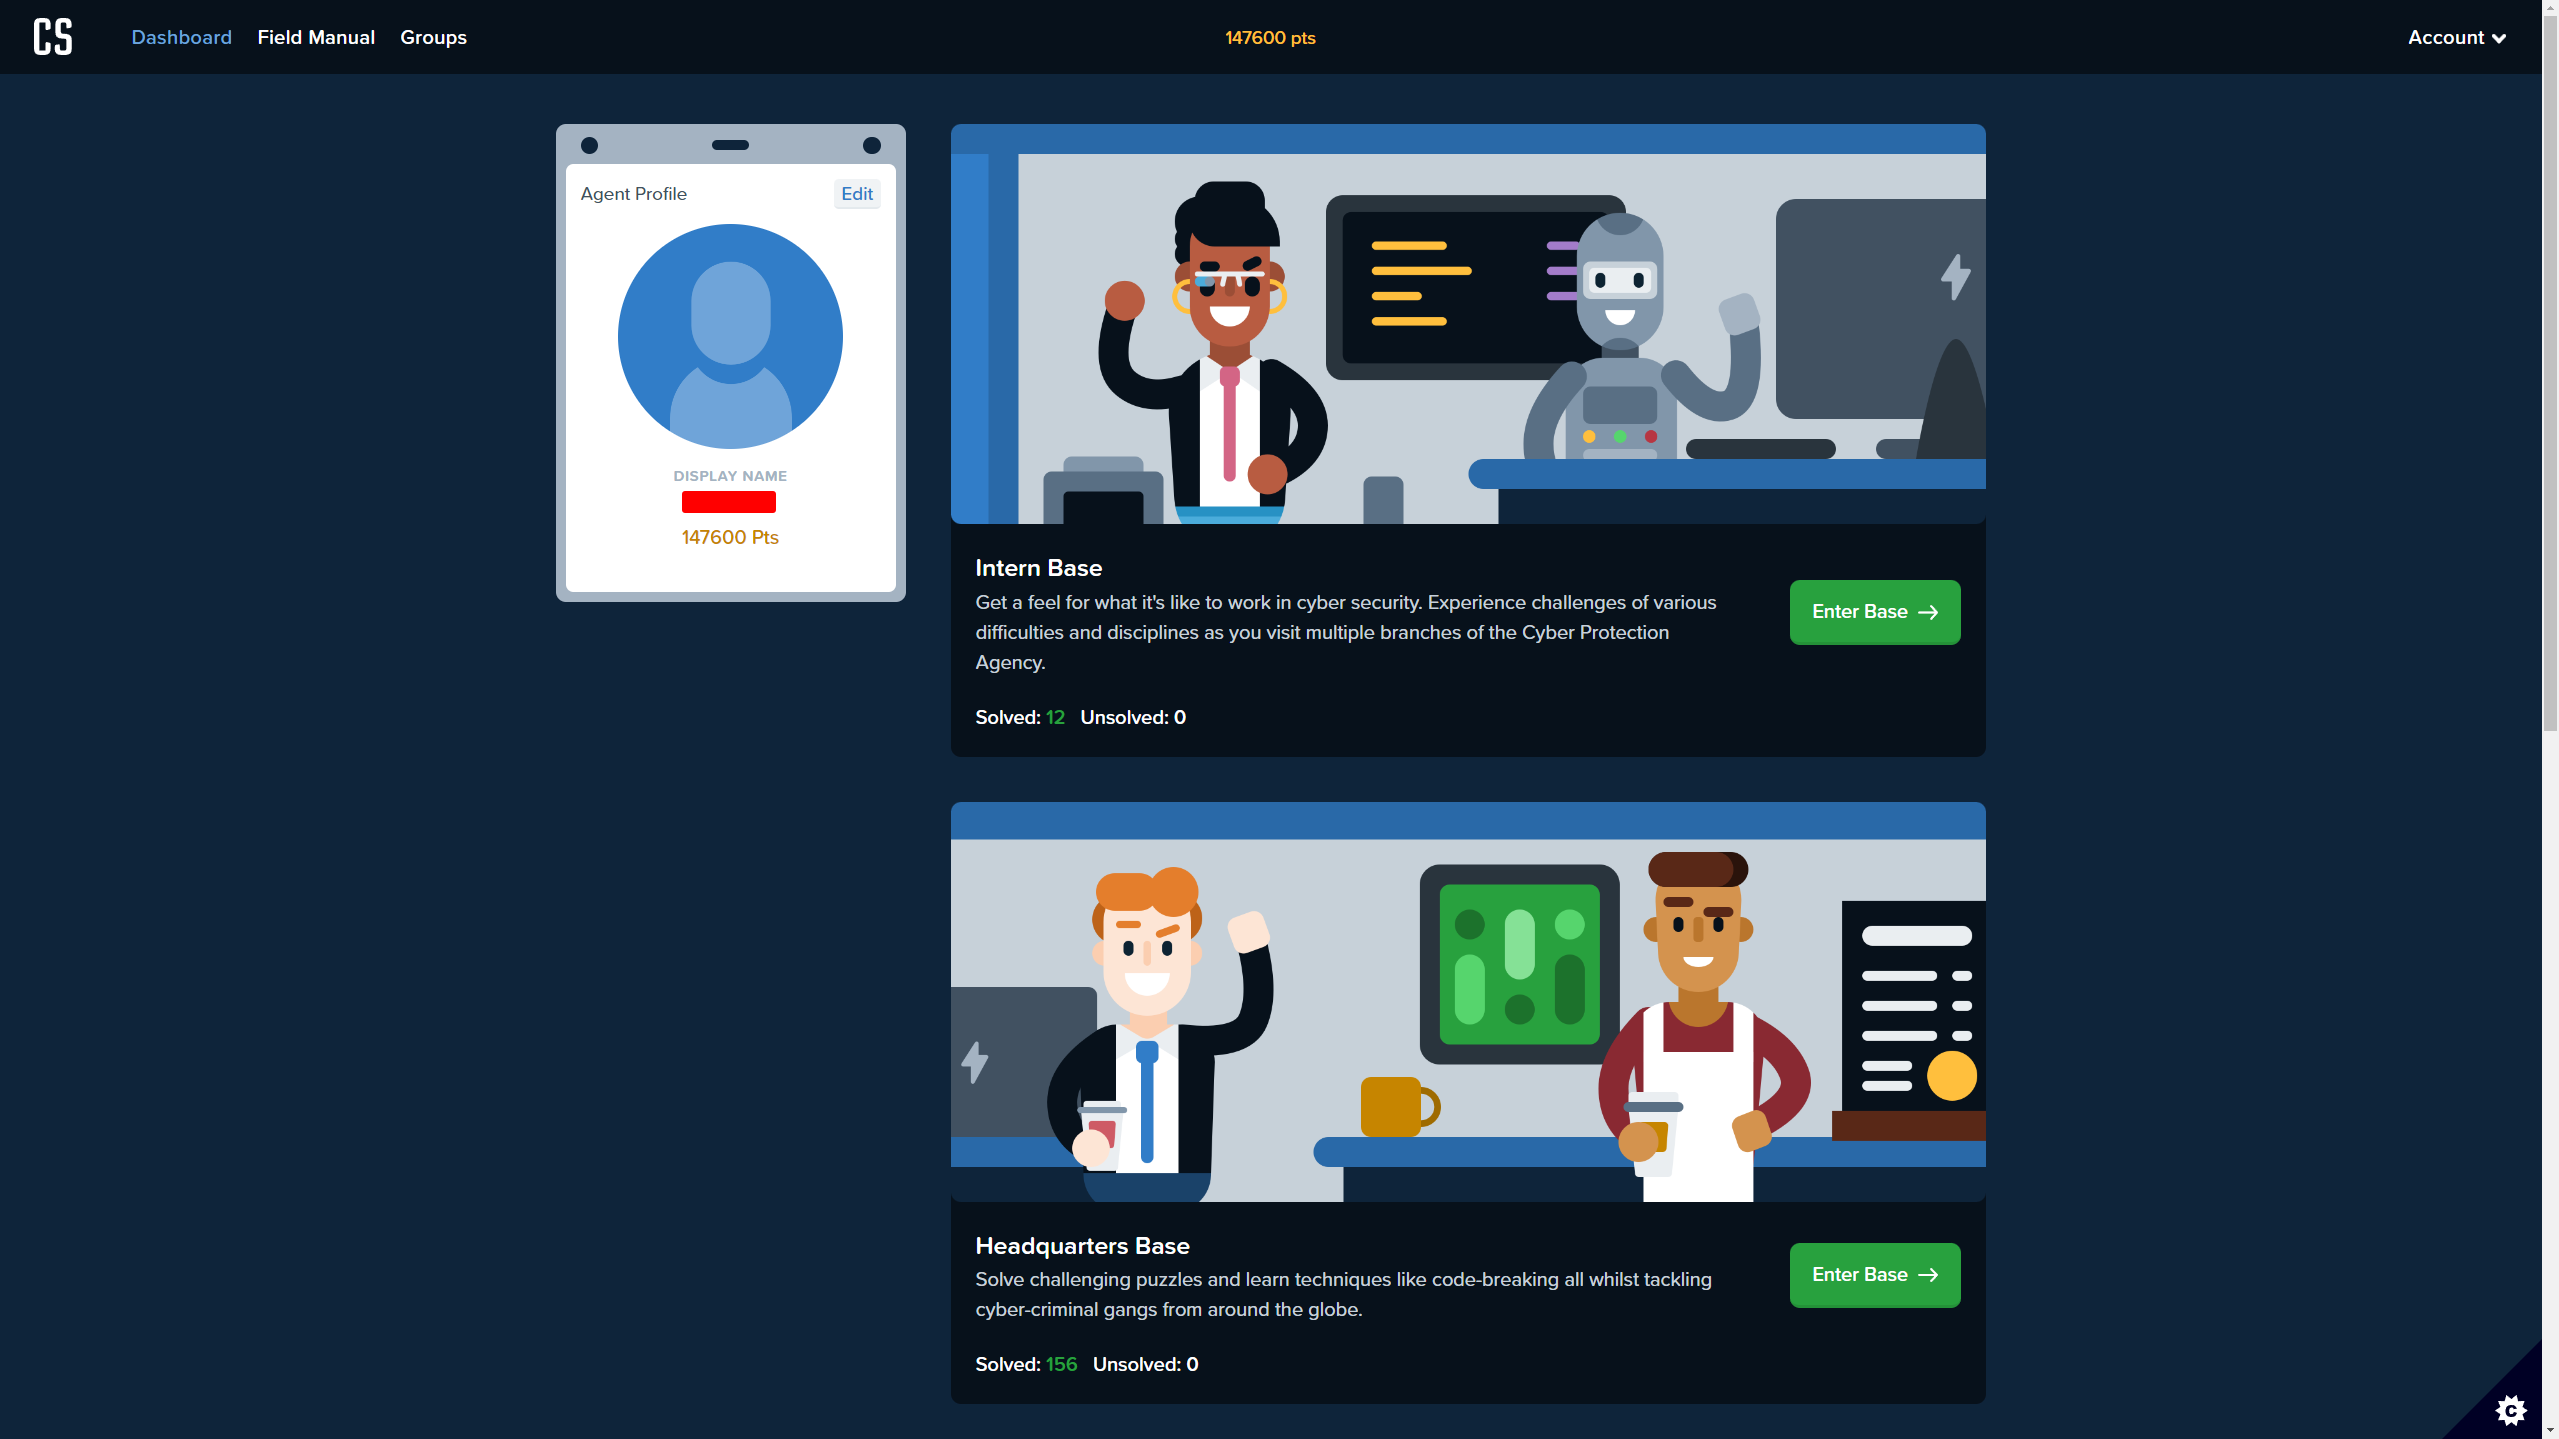 CS
Dashboard Field Manual Groups
147600 pts
Account
Agent Profile
Edit
DISPLAY NAME
147600 Pts
Intern Base
Get a feel for what it's like to work in cyber security. Experience challenges of various
difficulties and disciplines as you visit multiple branches of the Cyber Protection
Agency.
Enter Base
Solved: 12 Unsolved: 0
Headquarters Base
Solve challenging puzzles and learn techniques like code-breaking all whilst tackling
cyber-criminal gangs from around the globe.
Enter Base
Solved: 156 Unsolved: 0
C